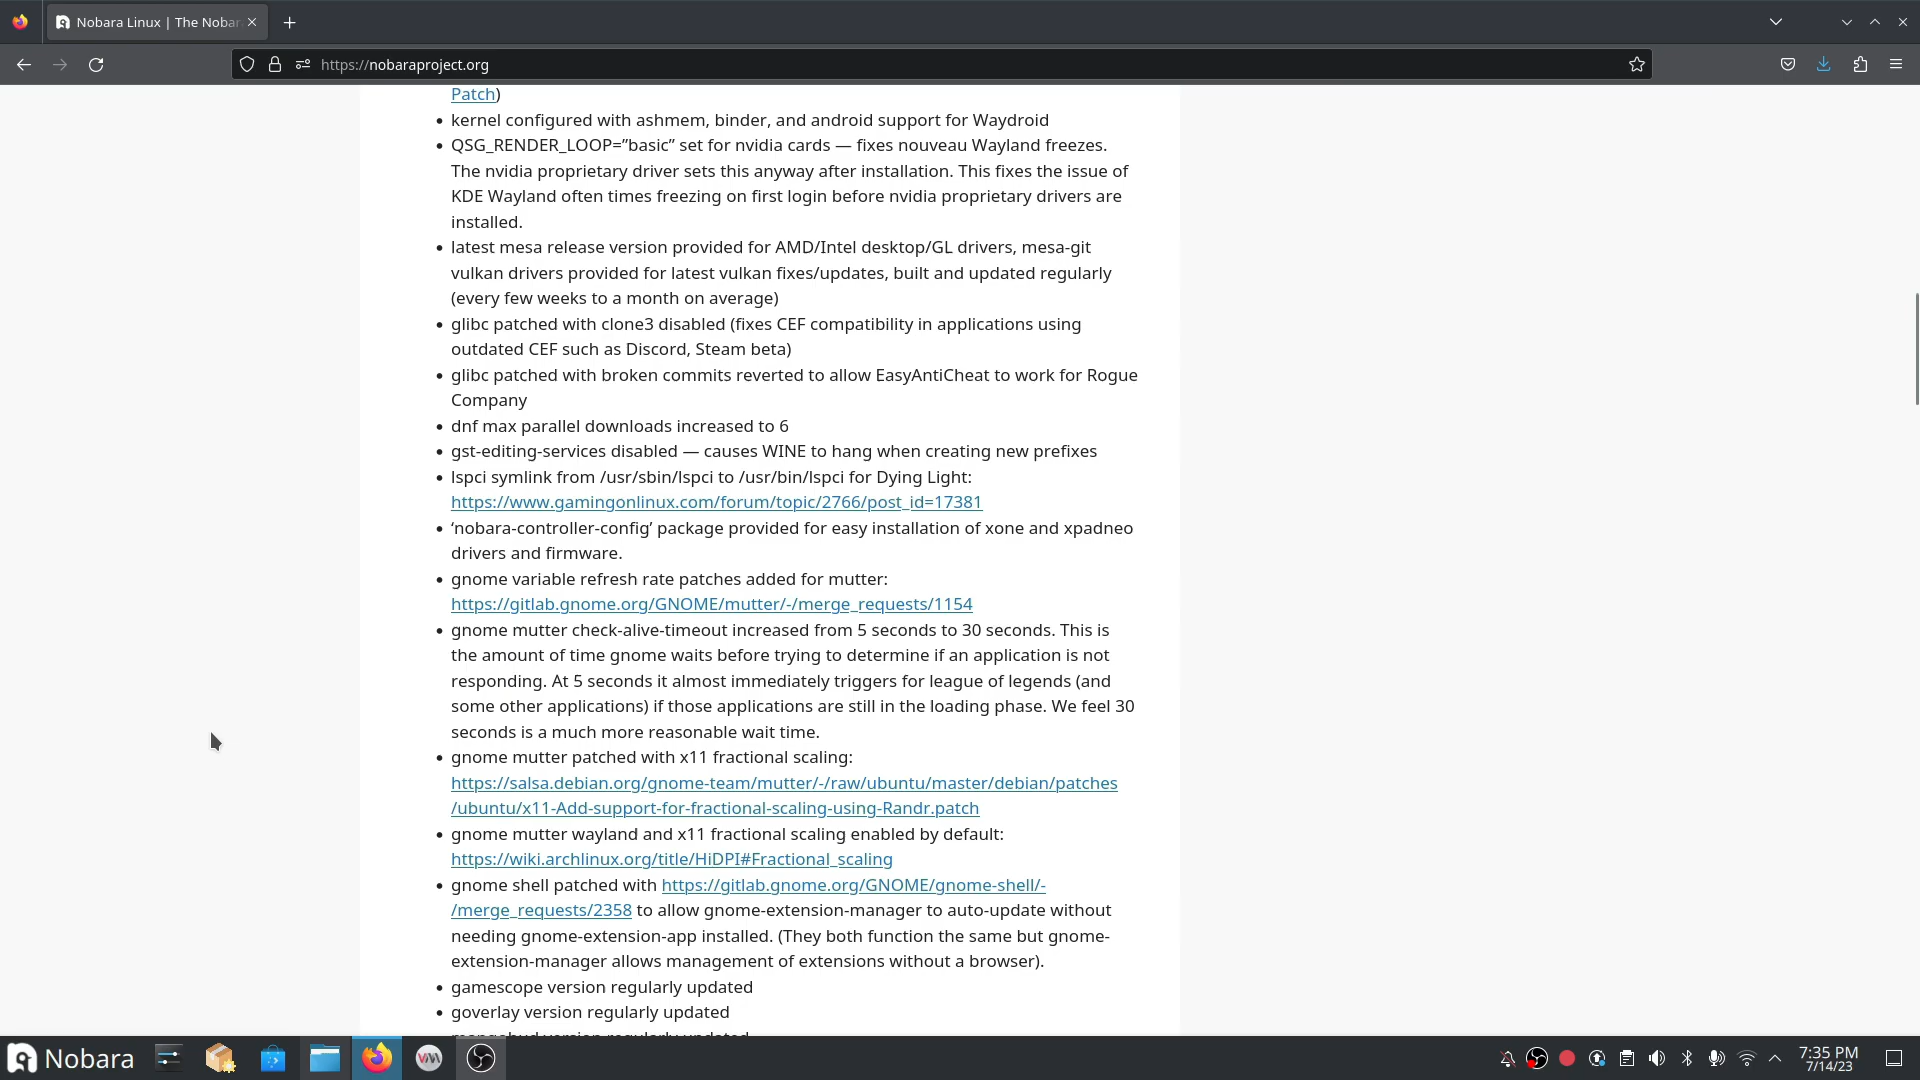 Nobara Linux | The Nobar
https://nobaraproject.org
Patch)
kernel configured with ashmem, binder, and android support for Waydroid
QSG_RENDER_LOOP=”basic” set for nvidia cards — fixes nouveau Wayland freezes.
The nvidia proprietary driver sets this anyway after installation. This fixes the issue of
KDE Wayland often times freezing on first login before nvidia proprietary drivers are
installed.
latest mesa release version provided for AMD/Intel desktop/GL drivers, mesa-git
vulkan drivers provided for latest vulkan fixes/updates, built and updated regularly
(every few weeks to a month on average)
glibc patched with clone3 disabled (fixes CEF compatibility in applications using
outdated CEF such as Discord, Steam beta)
glibc patched with broken commits reverted to allow EasyAntiCheat to work for Rogue
Company
dnf max parallel downloads increased to 6
gst-editing-services disabled — causes WINE to hang when creating new prefixes
lspci symlink from /usr/sbin/lspci to /usr/bin/lspci for Dying Light:
https://www.gamingonlinux.com/forum/topic/2766/post_id=17381
‘nobara-controller-config’ package provided for easy installation of xone and xpadneo
drivers and firmware.
gnome variable refresh rate patches added for mutter:
https://gitlab.gnome.org/GNOME/mutter/-/merge_requests/1154
gnome mutter check-alive-timeout increased from 5 seconds to 30 seconds. This is
the amount of time gnome waits before trying to determine if an application is not
responding. At 5 seconds it almost immediately triggers for league of legends (and
some other applications) if those applications are still in the loading phase. We feel 30
seconds is a much more reasonable wait time.
gnome mutter patched with x11 fractional scaling:
https://salsa.debian.org/gnome-team/mutter/-/raw/ubuntu/master/debian/patches
/ubuntu/x11-Add-support-for-fractional-scaling-using-Randr.patch
gnome mutter wayland and x11 fractional scaling enabled by default:
https://wiki.archlinux.org/title/HiDPI#Fractional_scaling
gnome shell patched with https://gitlab.gnome.org/GNOME/gnome-shell/-
/merge_requests/2358 to allow gnome-extension-manager to auto-update without
needing gnome-extension-app installed. (They both function the same but gnome-
extension-manager allows management of extensions without a browser).
gamescope version regularly updated
goverlay version regularly updated
mangohud version regularly updated
Nobara
7:35 PM
7/14/23